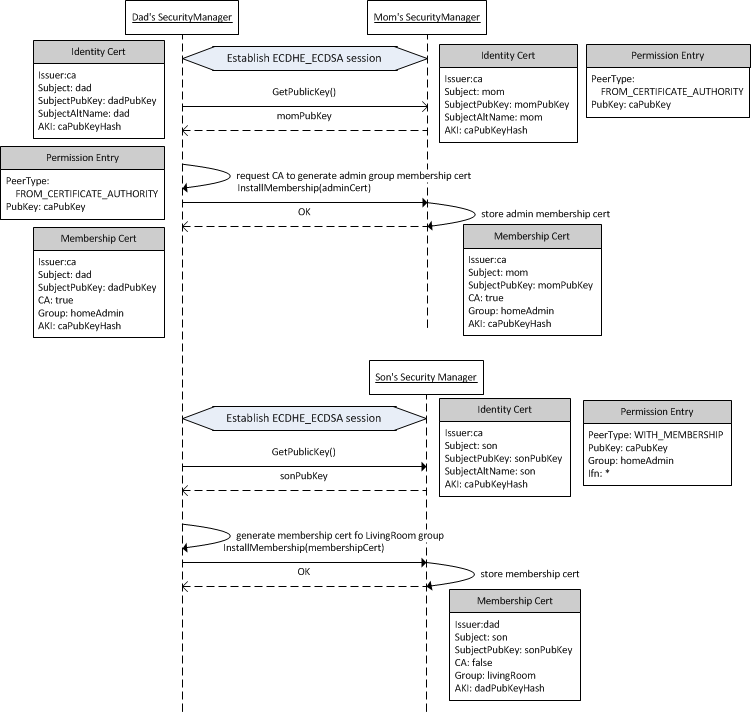 Dad's SecurityManager
Mom's SecurityManager
Identity Cert
Issuer:ca
Subject: dad
SubjectPubKey: dadPubKey
SubjectAltName: dad
AKI: caPubKeyHash
Establish ECDHE_ECDSA session
GetPublicKey()
momPubKey
Identity Cert
Issuer:ca
Subject: mom
SubjectPubKey: momPubKey
SubjectAltName: mom
AKI: caPubKeyHash
Permission Entry
PeerType:
FROM_CERTIFICATE_AUTHORITY
PubKey: caPubKey
Permission Entry
PeerType:
FROM_CERTIFICATE_AUTHORITY
PubKey: caPubKey
request CA to generate admin group membership cert
InstallMembership(adminCert)
OK
store admin membership cert
Membership Cert
Issuer:ca
Subject: dad
SubjectPubKey: dadPubKey
CA: true
Group: homeAdmin
AKI: caPubKeyHash
Membership Cert
Issuer:ca
Subject: mom
SubjectPubKey: momPubKey
CA: true
Group: homeAdmin
AKI: caPubKeyHash
Son's Security Manager
Establish ECDHE_ECDSA session
GetPublicKey()
sonPubKey
Identity Cert
Issuer:ca
Subject: son
SubjectPubKey: sonPubKey
SubjectAltName: son
AKI: caPubKeyHash
Permission Entry
PeerType: WITH_MEMBERSHIP
PubKey: caPubKey
Group: homeAdmin
Ifn: *
generate membership cert fo LivingRoom group
InstallMembership(membershipCert)
OK
store membership cert
Membership Cert
Issuer:dad
Subject: son
SubjectPubKey: sonPubKey
CA: false
Group: livingRoom
AKI: dadPubKeyHash